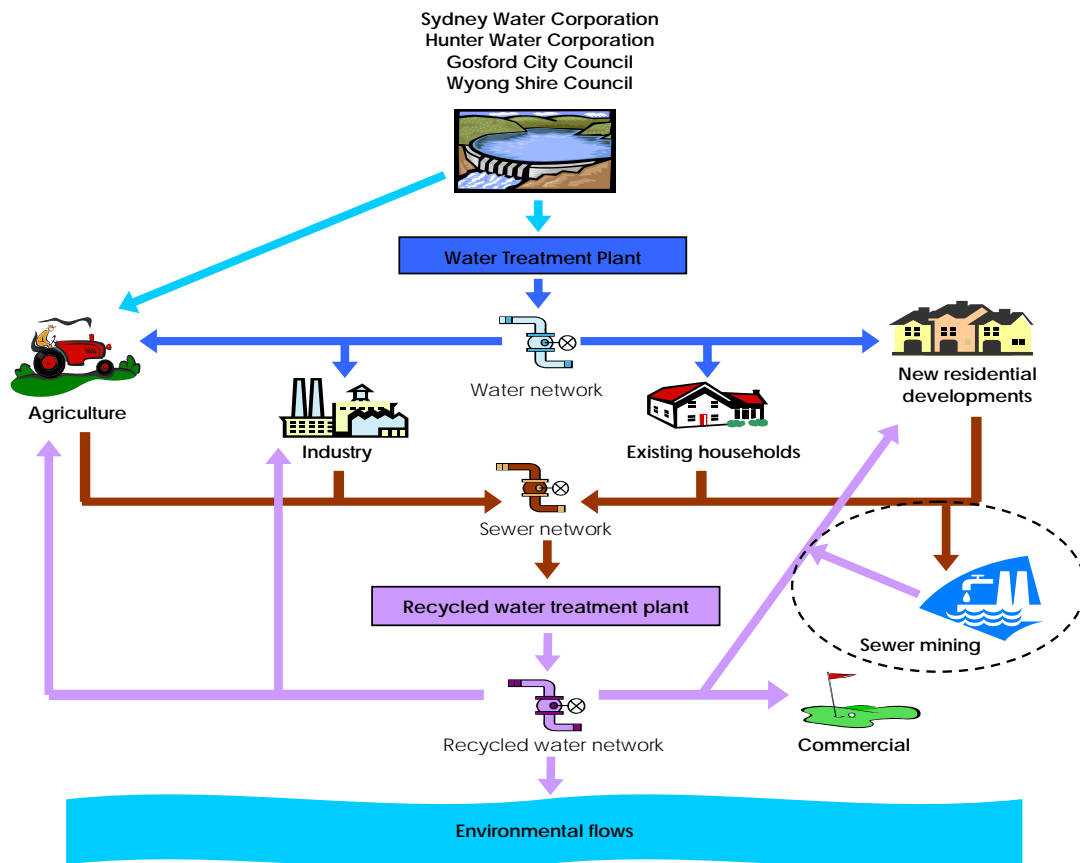 Sydney Water Corporation
Hunter Water Corporation
Gosford City Council
Wyong Shire Council
Water Treatment Plant
Water network
New residential
developments
Agriculture
Industry
Existing households
Sewer network
Recycled water treatment plant
Sewer mining
Recycled water network
Commercial
Environmental flows